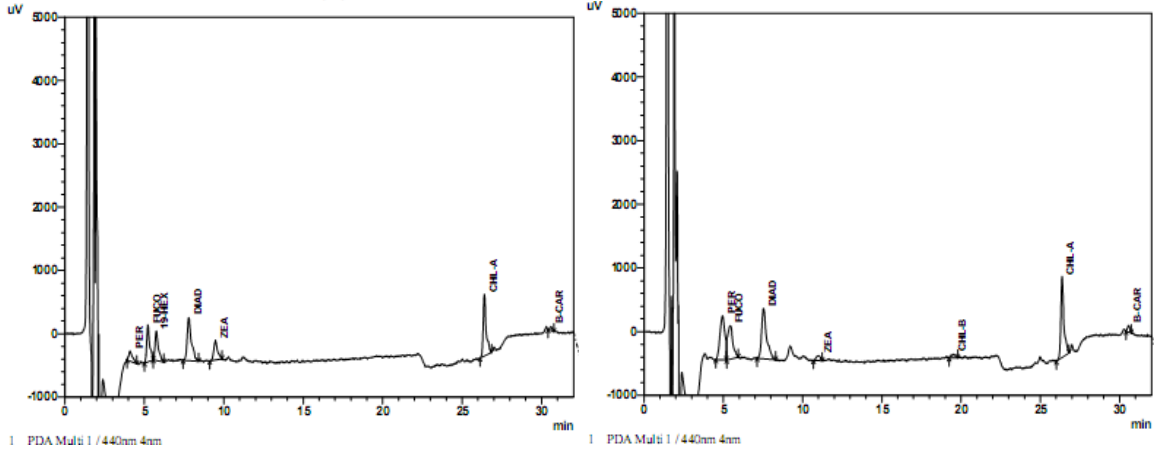 uV
5000
4000
3000
2000
1000
0
-1000
PER
FUCO
19-HEX
DIAD
ZEA
CHL-A
B-CAR
0 5 10 15 20 25 30
min
1 PDA Multi 1 / 440nm 4nm
uV
5000
4000
3000
2000
1000
0
-1000
PER
FUCO
DIAD
ZEA
CHL-B
CHL-A
B-CAR
0 5 10 15 20 25 30
min
1 PDA Multi 1 / 440nm 4nm